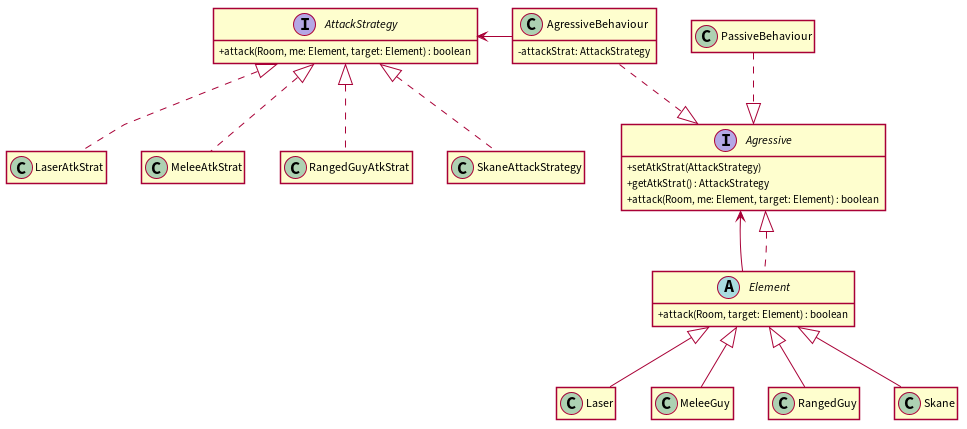 I AttackStrategy
+attack(Room, me: Element, target: Element) : boolean
C AgressiveBehaviour
-attackStrat: AttackStrategy
C PassiveBehaviour
C LaserAtkStrat
C MeleeAtkStrat
C RangedGuyAtkStrat
C SkaneAttackStrategy
I Agressive
+setAtkStrat(AttackStrategy)
+getAtkStrat() : AttackStrategy
+attack(Room, me: Element, target: Element) : boolean
A Element
+attack(Room, target: Element) : boolean
C Laser
C MeleeGuy
C RangedGuy
C Skane